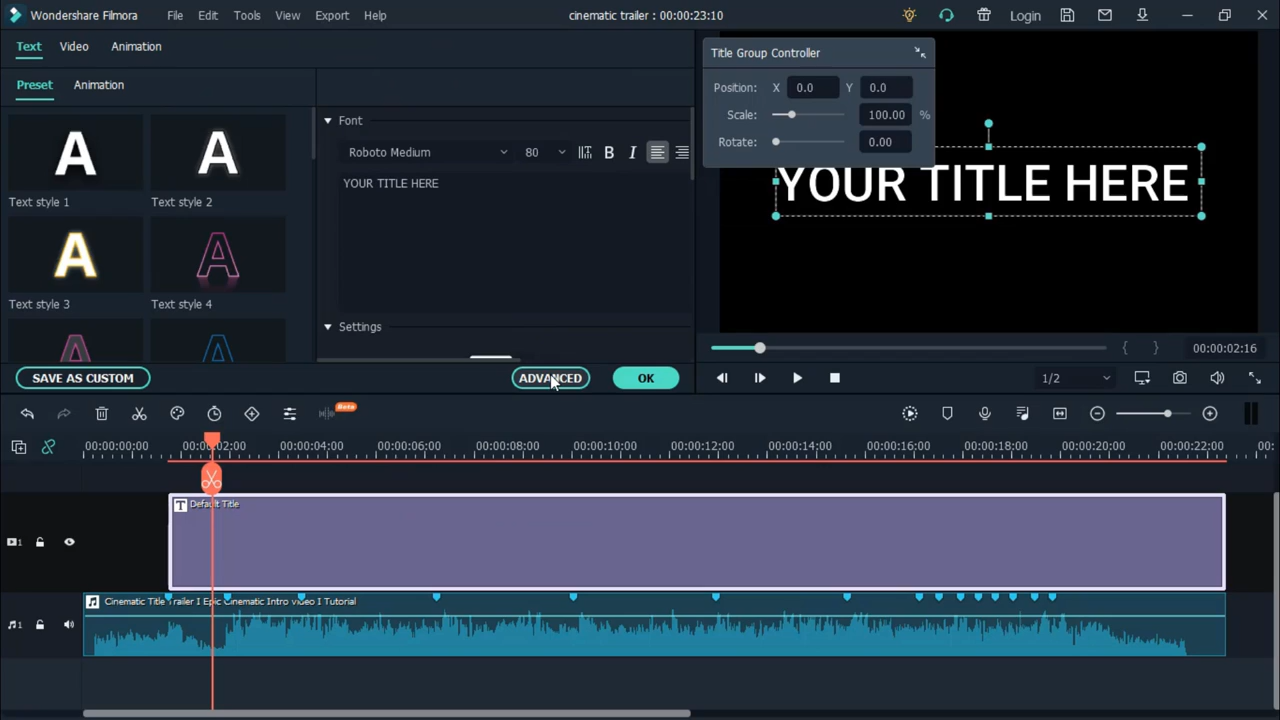 Wondershare Filmora File Edit Tools View Export Help cinematic trailer : 00:00:23:10 Login
Text Video Animation
Preset Animation
A A
Text style 1 Text style 2
A A
Text style 3 Text style 4
A A
Font
Roboto Medium 80 B I
YOUR TITLE HERE
Settings
SAVE AS CUSTOM ADVANCED OK
Title Group Controller
Position: X 0.0 Y 0.0
Scale: 100.00 %
Rotate: 0.00
YOUR TITLE HERE
{ } 00:00:02:16
1/2
Beta
00:00:00:00 00:00:02:00 00:00:04:00 00:00:06:00 00:00:08:00 00:00:10:00 00:00:12:00 00:00:14:00 00:00:16:00 00:00:18:00 00:00:20:00 00:00:22:00 00:
T Default Title
1
Cinematic Title Trailer I Epic Cinematic Intro video I Tutorial
1